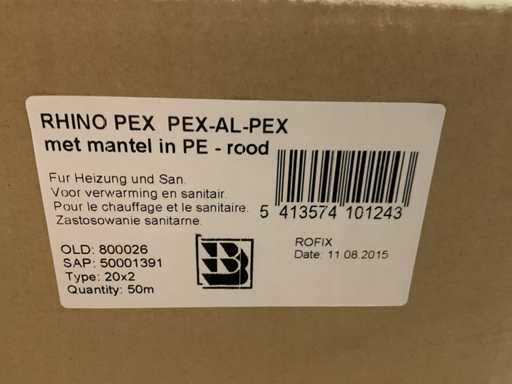 RHINO PEX PEX-AL-PEX
met mantel in PE - rood
Fur Heizung und San.
Voor verwarming en sanitair.
Pour le chauffage et le sanitaire.
Zastosowanie sanitarne.
5 413574 101243
OLD: 800026
SAP: 50001391
Type: 20x2
Quantity: 50m
ROFIX
Date: 11.08.2015